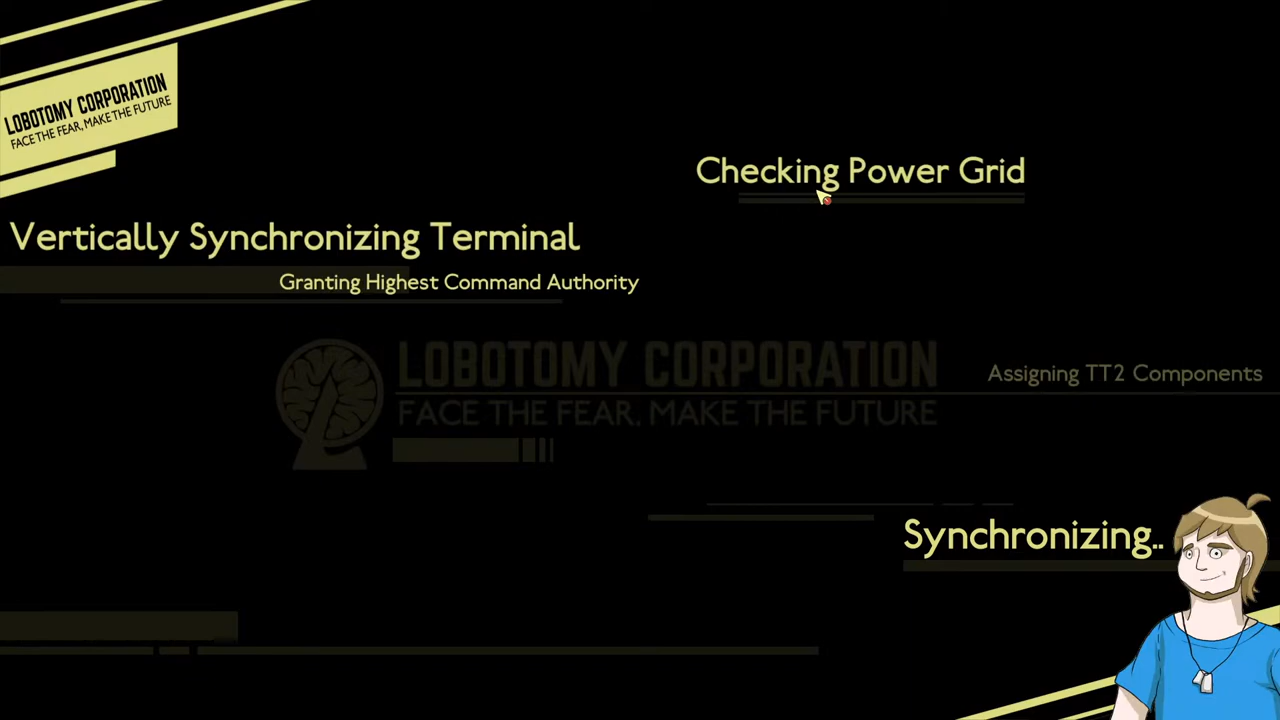 LOBOTOMY CORPORATION
FACE THE FEAR, MAKE THE FUTURE
Checking Power Grid
Vertically Synchronizing Terminal
Granting Highest Command Authority
LOBOTOMY CORPORATION
FACE THE FEAR, MAKE THE FUTURE
Assigning TT2 Components
Synchronizing..